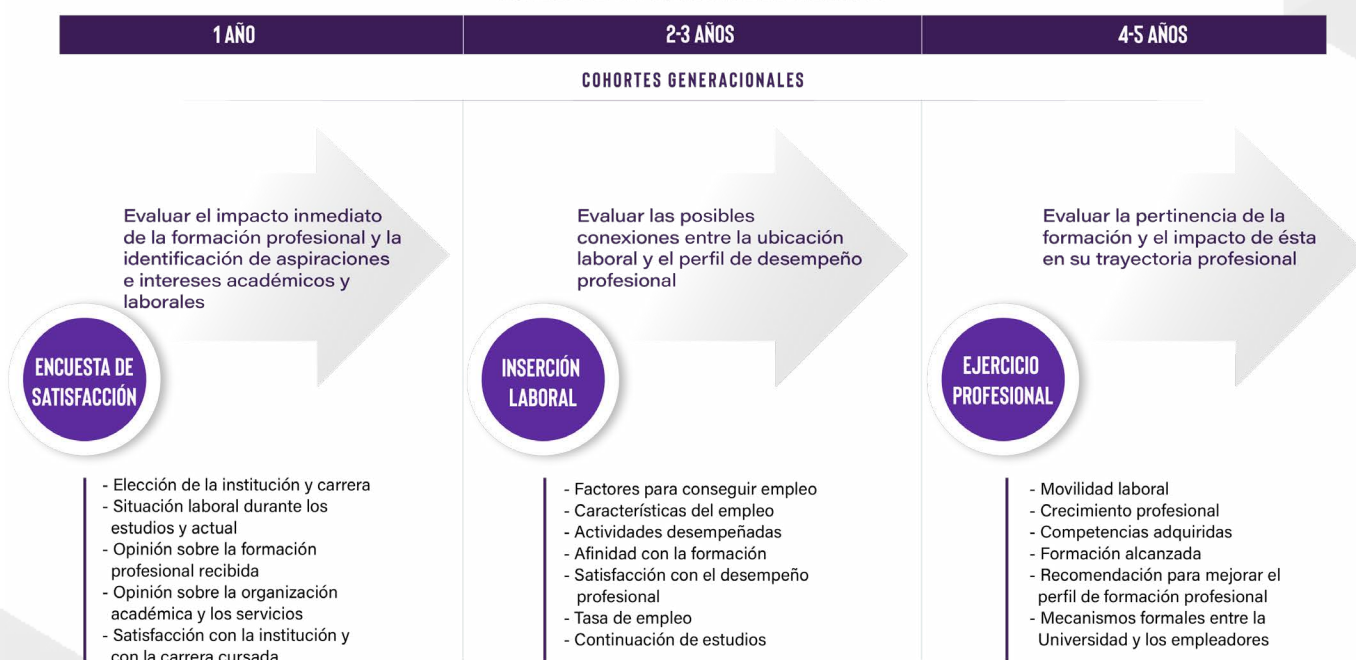 1 AÑO
2-3 AÑOS
4-5 AÑOS
COHORTES GENERACIONALES
Evaluar el impacto inmediato
de la formación profesional y la
identificación de aspiraciones
e intereses académicos y
laborales
ENCUESTA DE
SATISFACCIÓN
- Elección de la institución y carrera
- Situación laboral durante los
estudios y actual
- Opinión sobre la formación
profesional recibida
- Opinión sobre la organización
académica y los servicios
- Satisfacción con la institución y
con la carrera cursada
Evaluar las posibles
conexiones entre la ubicación
laboral y el perfil de desempeño
profesional
INSERCIÓN
LABORAL
- Factores para conseguir empleo
- Características del empleo
- Actividades desempeñadas
- Afinidad con la formación
- Satisfacción con el desempeño
profesional
- Tasa de empleo
- Continuación de estudios
Evaluar la pertinencia de la
formación y el impacto de ésta
en su trayectoria profesional
EJERCICIO
PROFESIONAL
- Movilidad laboral
- Crecimiento profesional
- Competencias adquiridas
- Formación alcanzada
- Recomendación para mejorar el
perfil de formación profesional
- Mecanismos formales entre la
Universidad y los empleadores